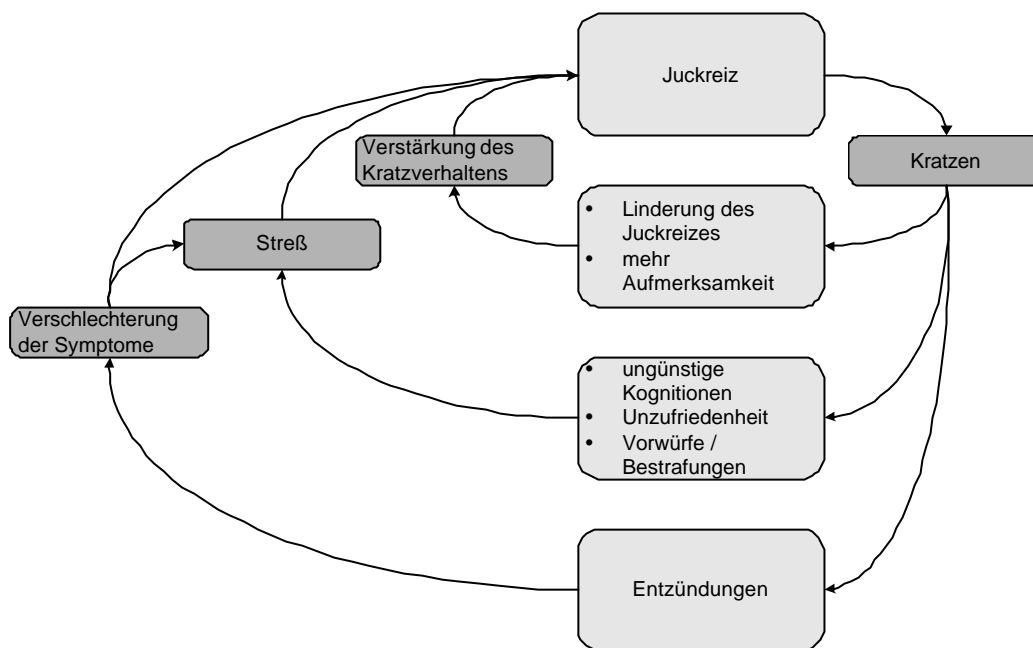 Juckreiz
Verstärkung des
Kratzverhaltens
Kratzen
• Linderung des
Juckreizes
• mehr
Aufmerksamkeit
Streß
Verschlechterung
der Symptome
• ungünstige
Kognitionen
• Unzufriedenheit
• Vorwürfe /
Bestrafungen
Entzündungen